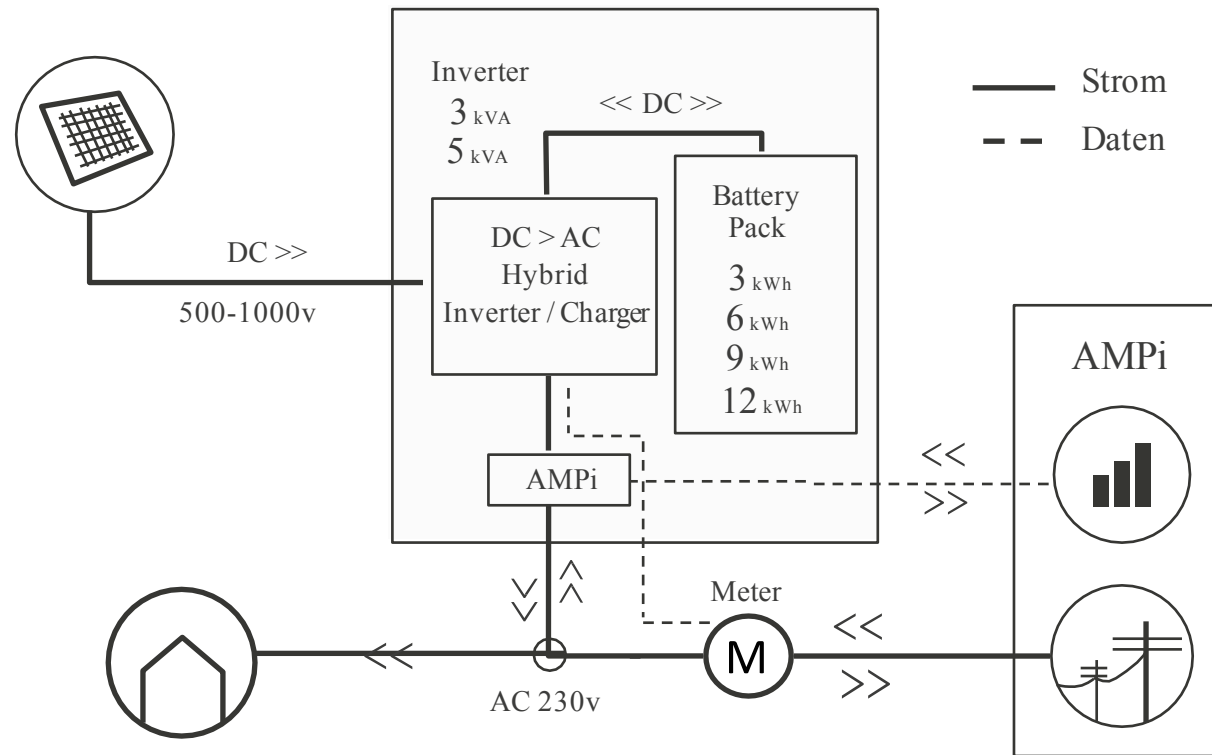 Inverter
3 kVA
5 kVA
<< DC >>
Strom
Daten
DC >>
500-1000v
DC > AC
Hybrid
Inverter / Charger
Battery
Pack
3 kWh
6 kWh
9 kWh
12 kWh
AMPi
AMPi
<<
>>
Meter
M
<<
>>
<<
AC 230v